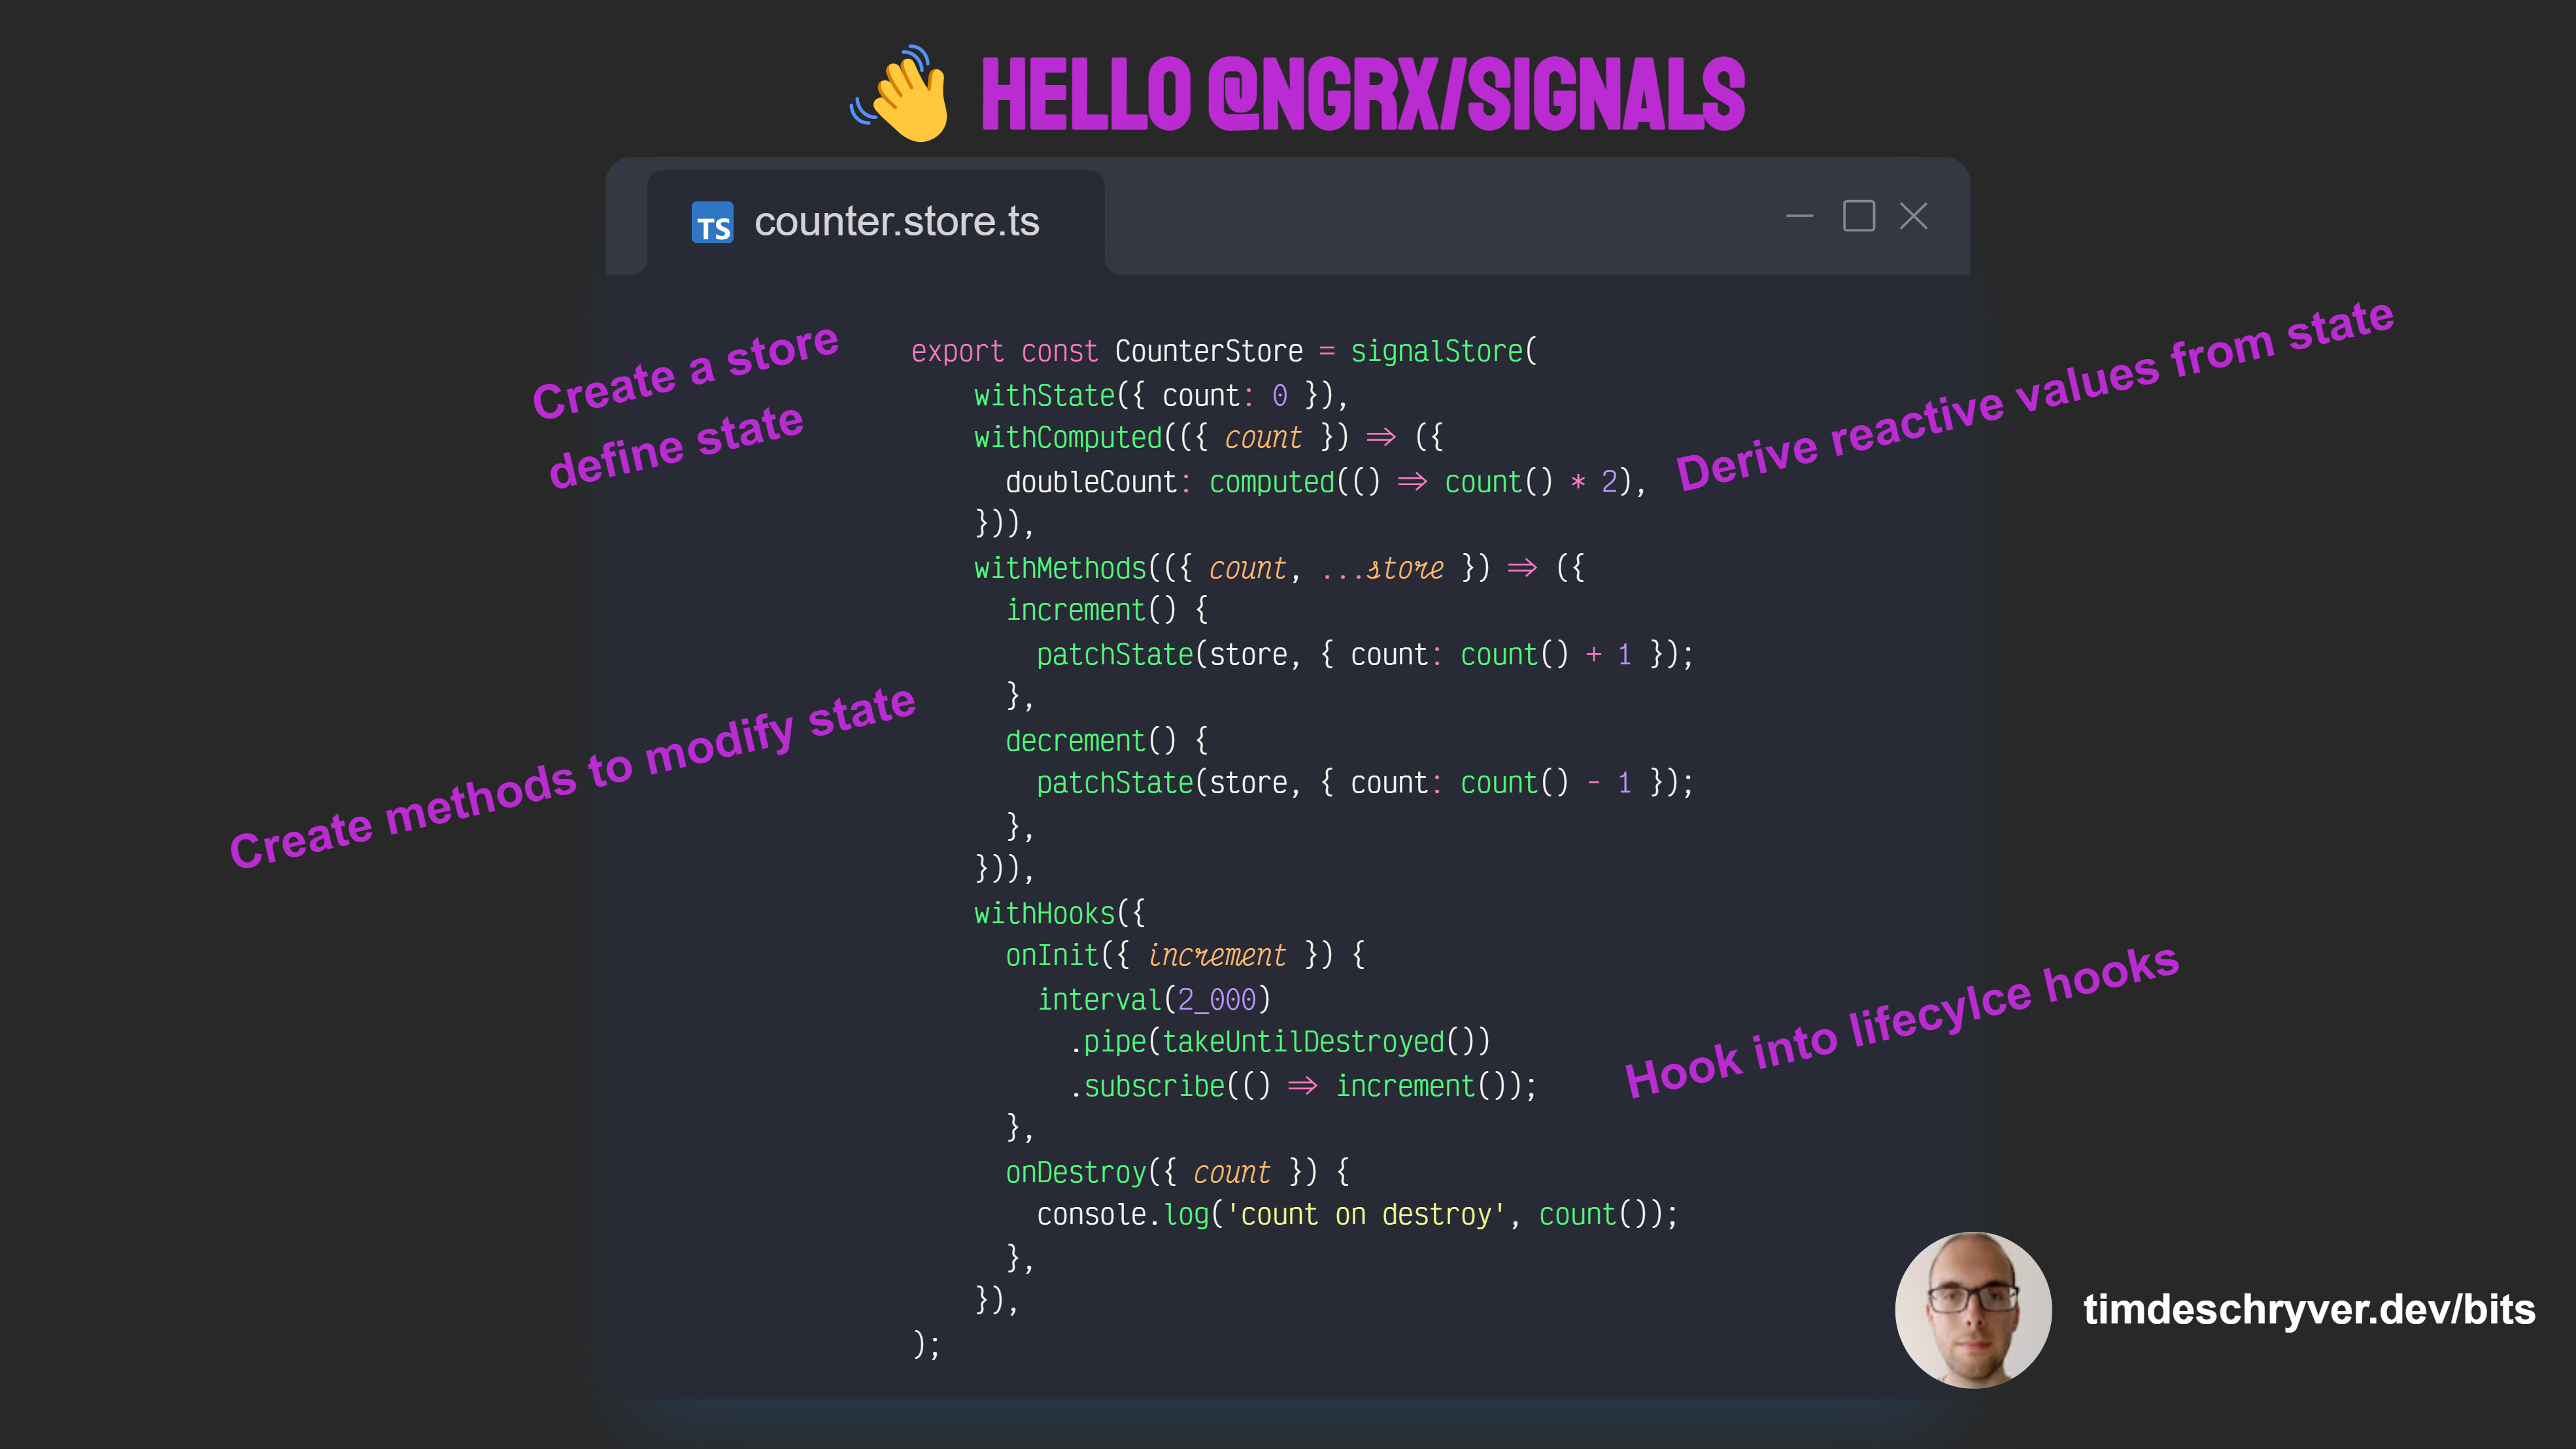 HELLO @NGRX/SIGNALS
TS counter.store.ts
Create a store
define state
Derive reactive values from state
Create methods to modify state
Hook into lifecylce hooks
export const CounterStore = signalStore(
    withState({ count: 0 }),
    withComputed(({ count }) => ({
      doubleCount: computed(() => count() * 2),
    })),
    withMethods(({ count, ...store }) => ({
      increment() {
        patchState(store, { count: count() + 1 });
      },
      decrement() {
        patchState(store, { count: count() - 1 });
      },
    })),
    withHooks({
      onInit({ increment }) {
        interval(2_000)
          .pipe(takeUntilDestroyed())
          .subscribe(() => increment());
      },
      onDestroy({ count }) {
        console.log('count on destroy', count());
      },
    }),
);
timdeschryver.dev/bits